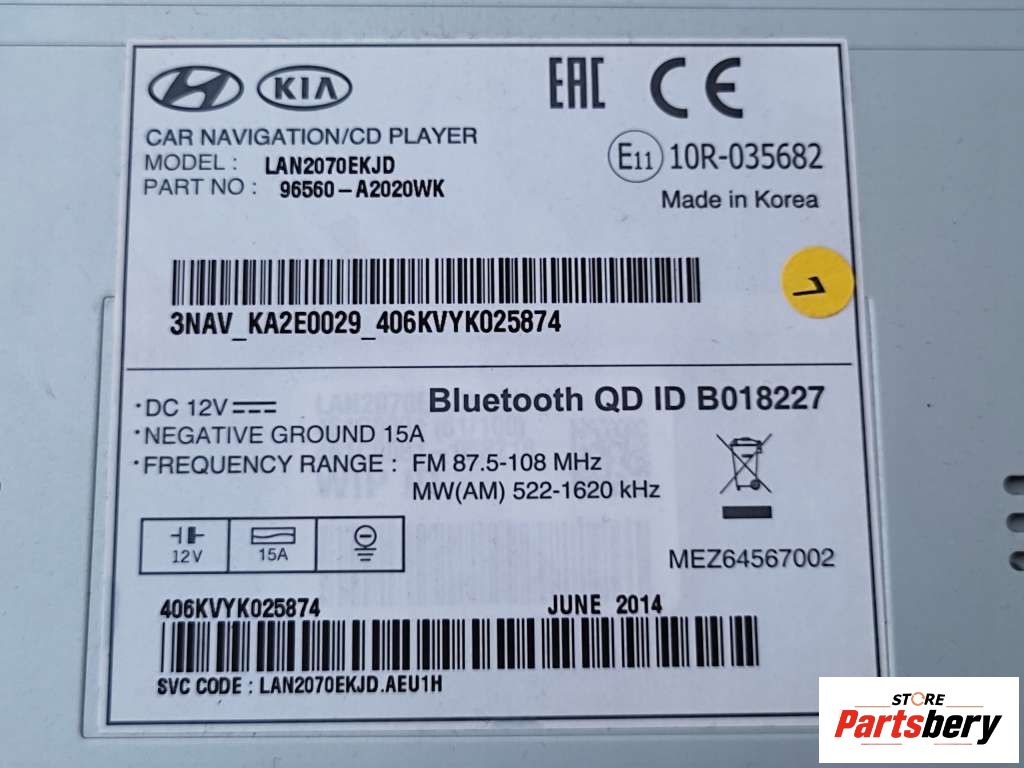 KIA
EAC CE
CAR NAVIGATION/CD PLAYER
MODEL : LAN2070EKJD
PART NO : 96560-A2020WK
E11 10R-035682
Made in Korea
7
3NAV_KA2E0029_406KVYK025874
Bluetooth QD ID B018227
·DC 12V
·NEGATIVE GROUND 15A
·FREQUENCY RANGE : FM 87.5-108 MHz
MW(AM) 522-1620 kHz
12V 15A
MEZ64567002
406KVYK025874 JUNE 2014
SVC CODE : LAN2070EKJD.AEU1H
STORE
Partsbery